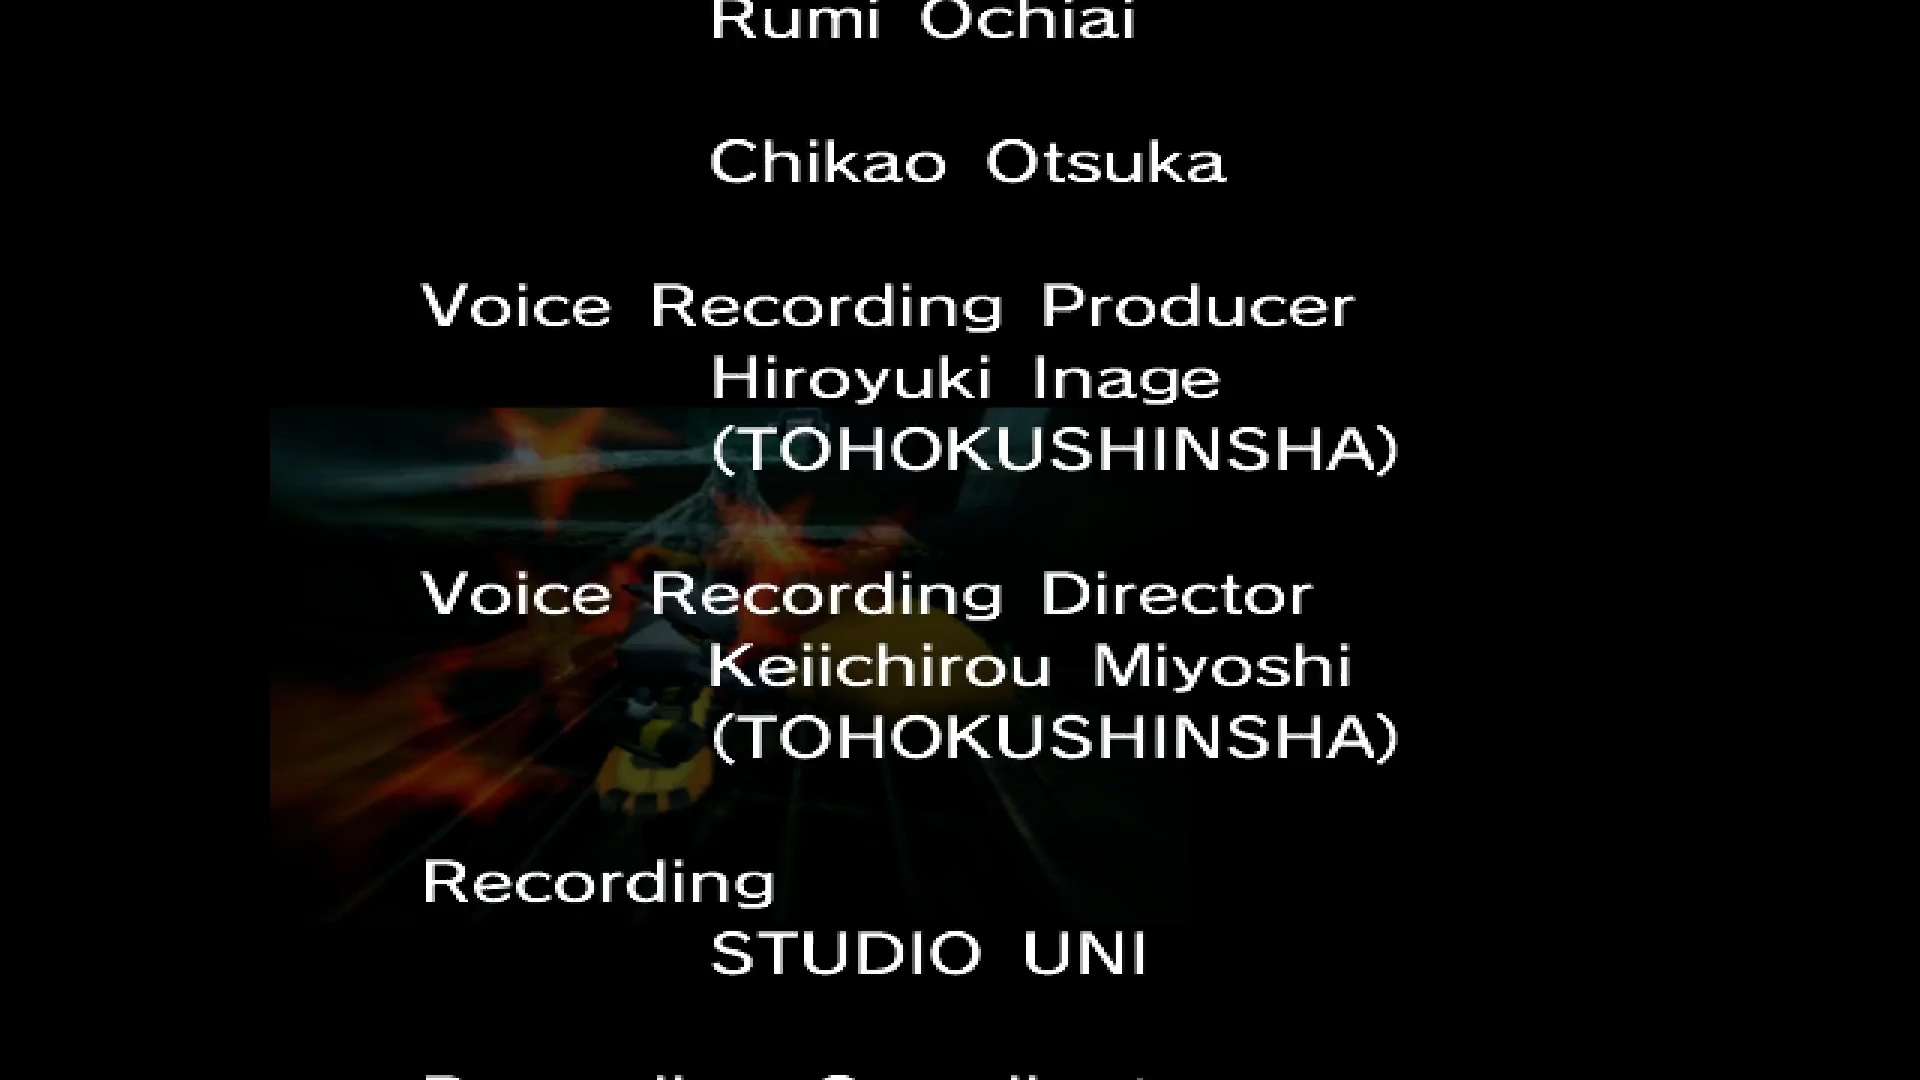 Rumi Ochiai
Chikao Otsuka
Voice Recording Producer
Hiroyuki Inage
(TOHOKUSHINSHA)
Voice Recording Director
Keiichirou Miyoshi
(TOHOKUSHINSHA)
Recording
STUDIO UNI